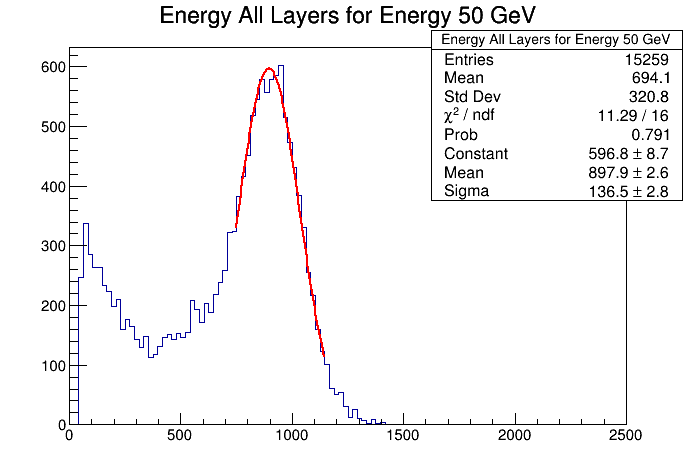 Energy All Layers for Energy 50 GeV
Energy All Layers for Energy 50 GeV
Entries 15259
Mean 694.1
Std Dev 320.8
χ² / ndf 11.29 / 16
Prob 0.791
Constant 596.8 ± 8.7
Mean 897.9 ± 2.6
Sigma 136.5 ± 2.8
600
500
400
300
200
100
0
0 500 1000 1500 2000 2500